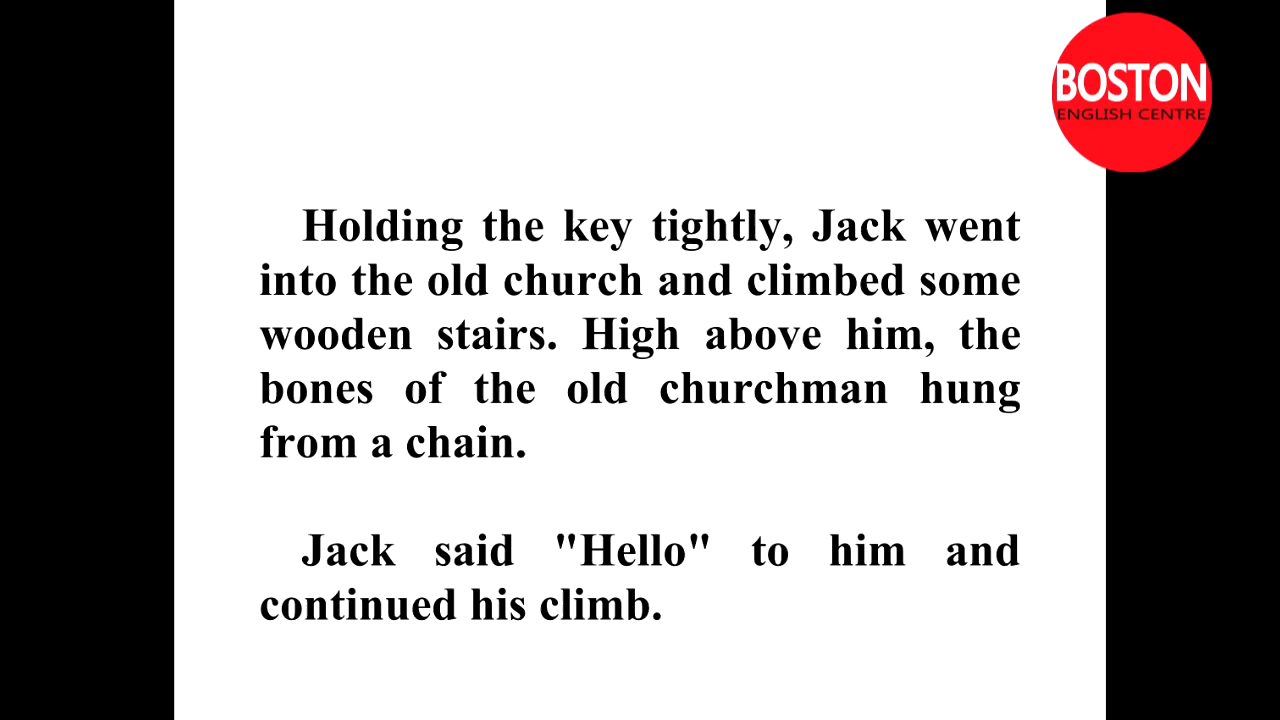 BOSTON
ENGLISH CENTRE
Holding the key tightly, Jack went
into the old church and climbed some
wooden stairs. High above him, the
bones of the old churchman hung
from a chain.
Jack said "Hello" to him and
continued his climb.